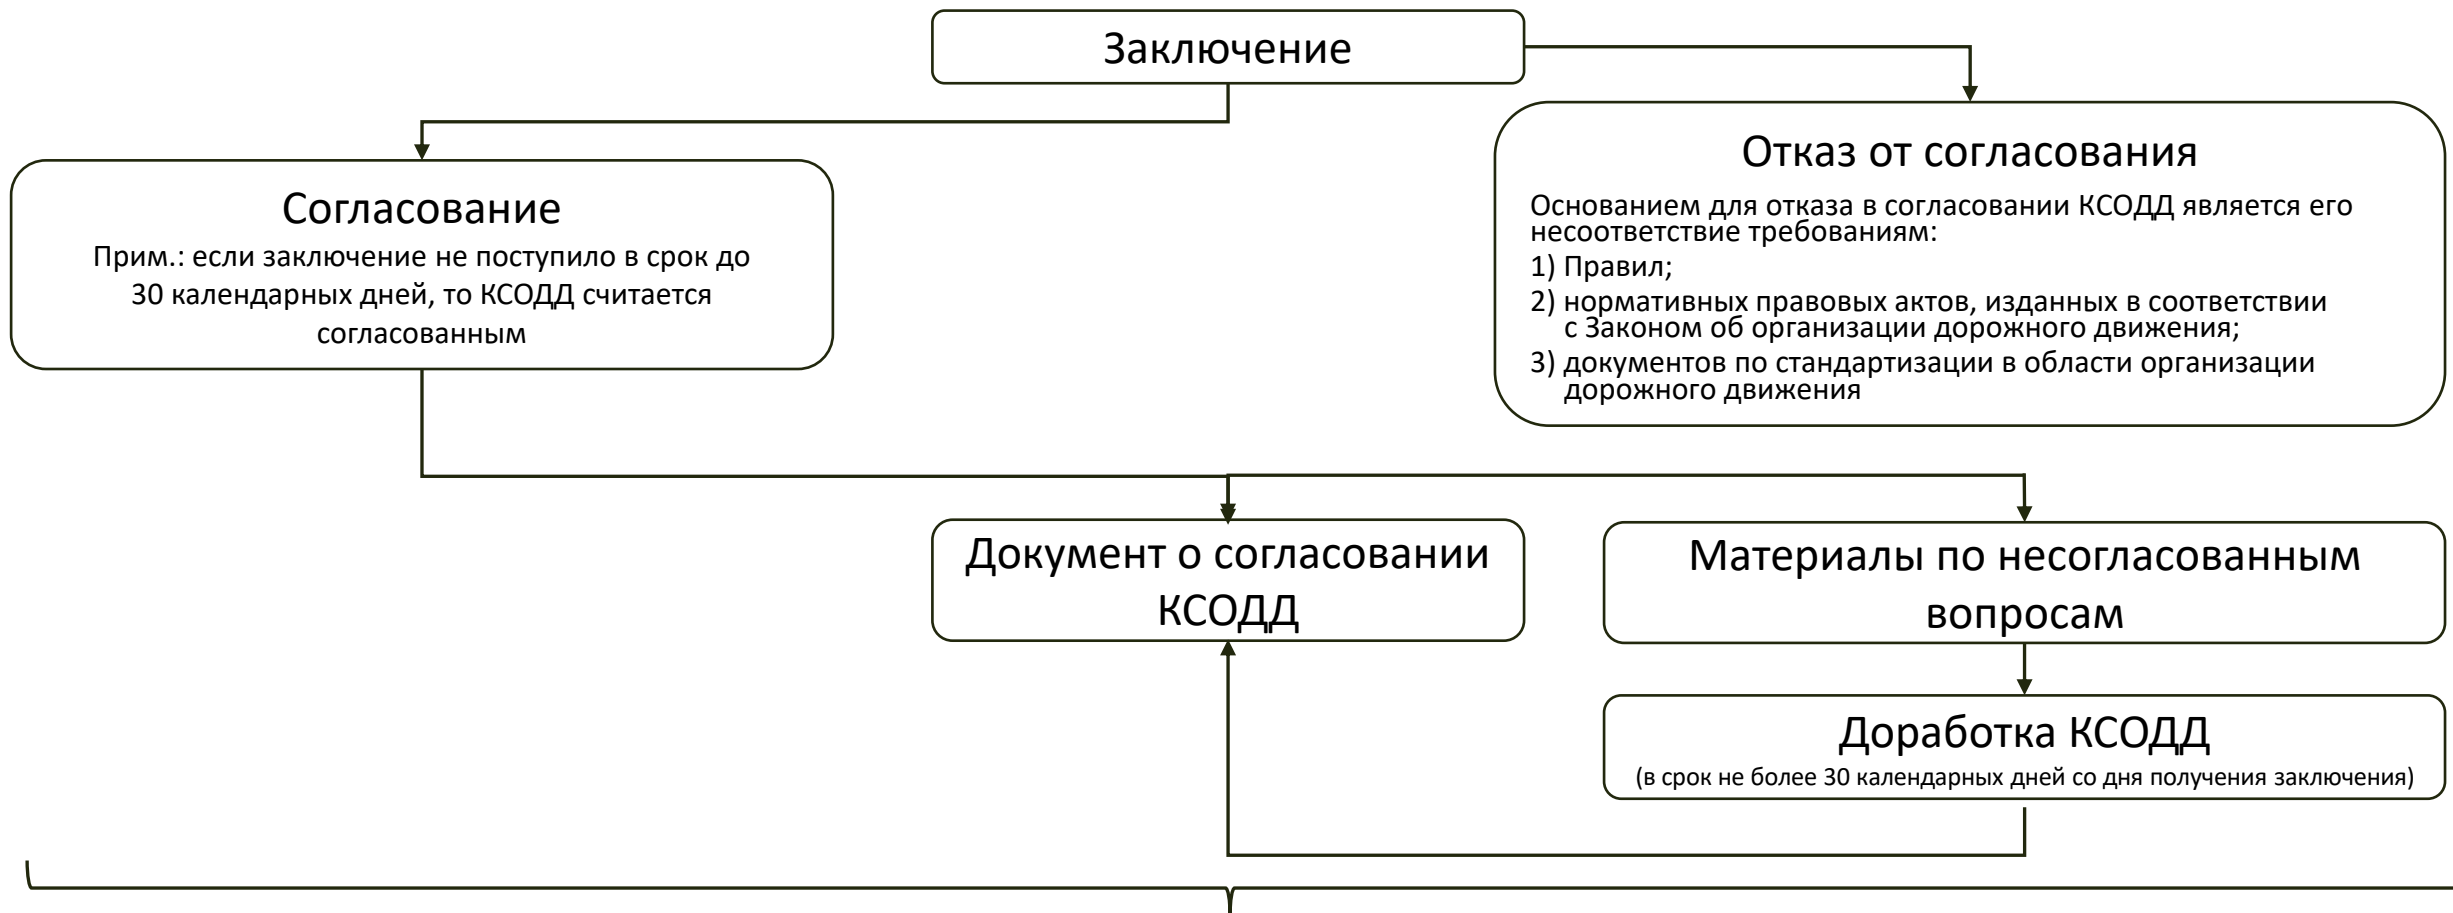 Заключение
Отказ от согласования
Основанием для отказа в согласовании КСОДД является его
несоответствие требованиям:
1) Правил;
2) нормативных правовых актов, изданных в соответствии
с Законом об организации дорожного движения;
3) документов по стандартизации в области организации
дорожного движения
Согласование
Прим.: если заключение не поступило в срок до
30 календарных дней, то КСОДД считается
согласованным
Документ о согласовании
КСОДД
Материалы по несогласованным
вопросам
Доработка КСОДД
(в срок не более 30 календарных дней со дня получения заключения)